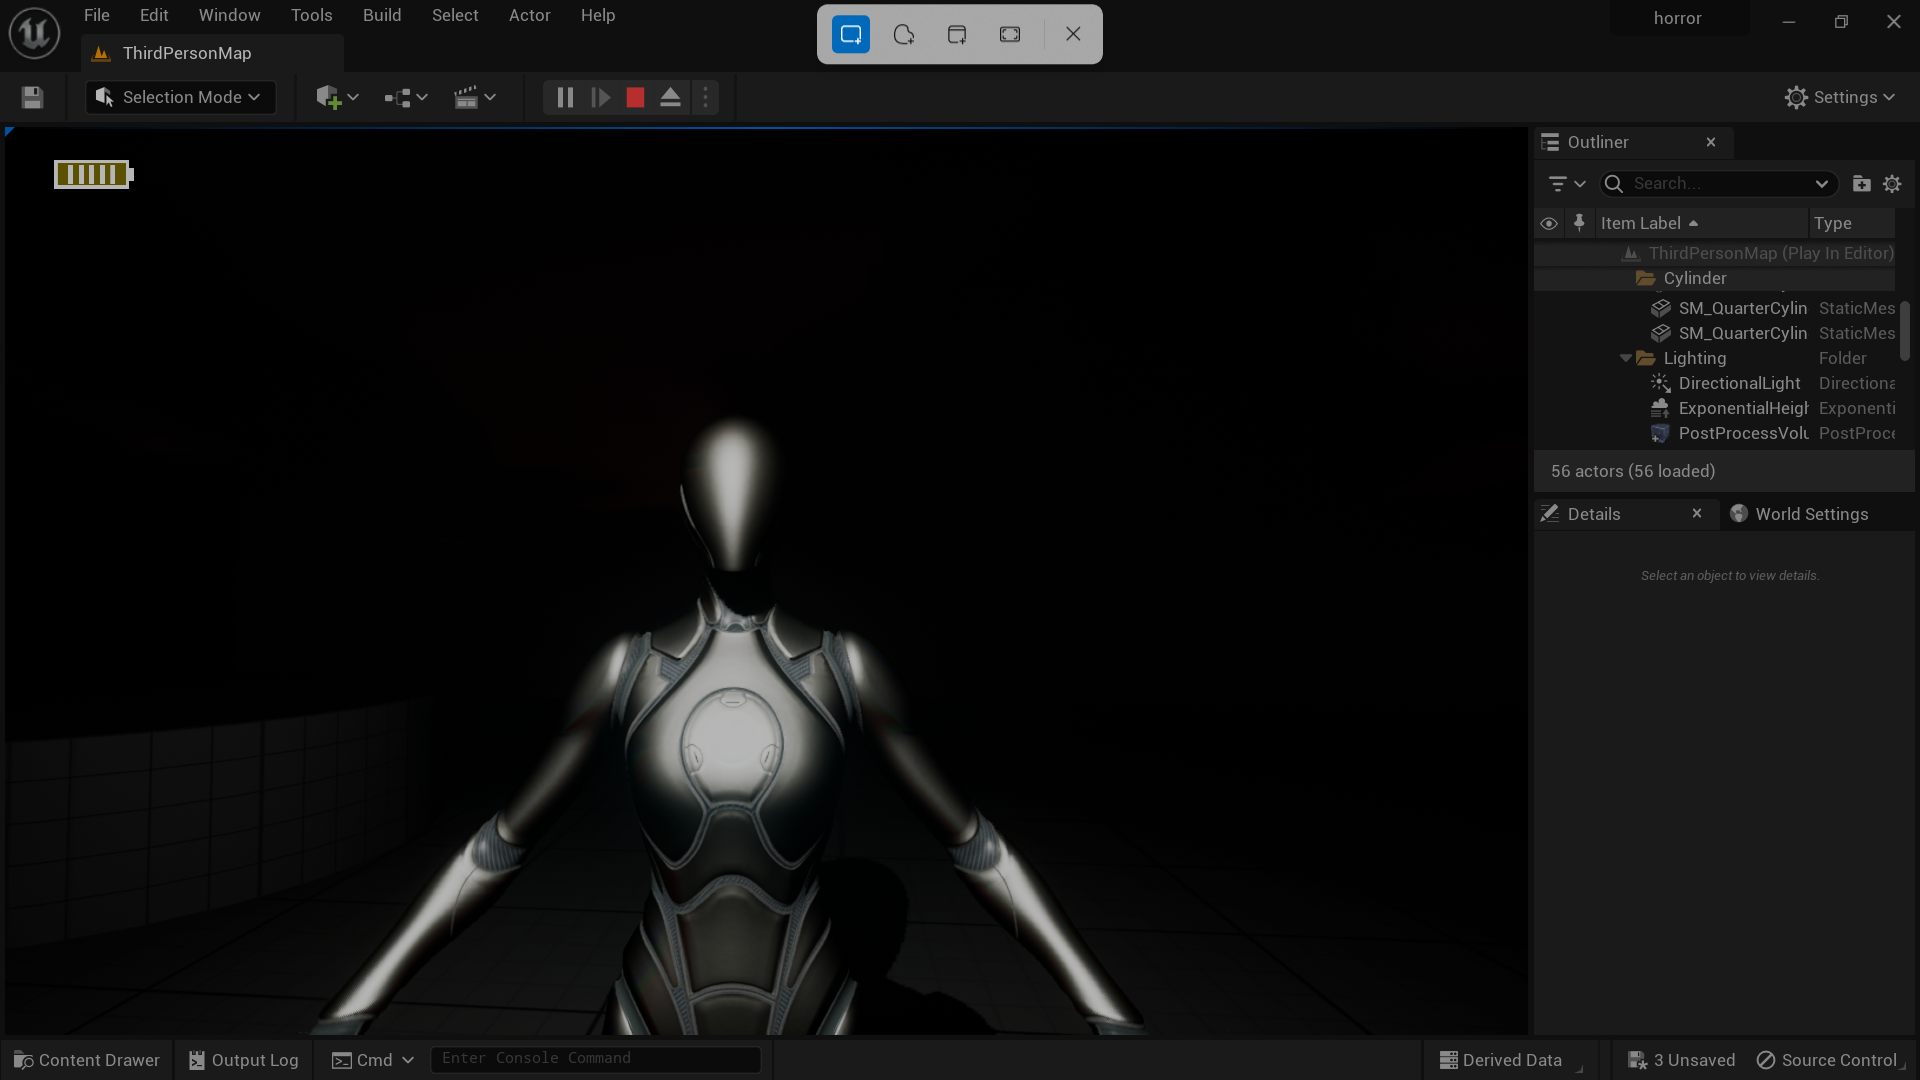 File Edit Window Tools Build Select Actor Help
horror
ThirdPersonMap
Selection Mode
Settings
Outliner
Search...
Item Label Type
ThirdPersonMap (Play In Editor)
Cylinder
SM_QuarterCylin StaticMes
SM_QuarterCylin StaticMes
Lighting Folder
DirectionalLight Directiona
ExponentialHeigh Exponenti
PostProcessVolu PostProce
56 actors (56 loaded)
Details World Settings
Select an object to view details.
Content Drawer Output Log Cmd Enter Console Command Derived Data 3 Unsaved Source Control